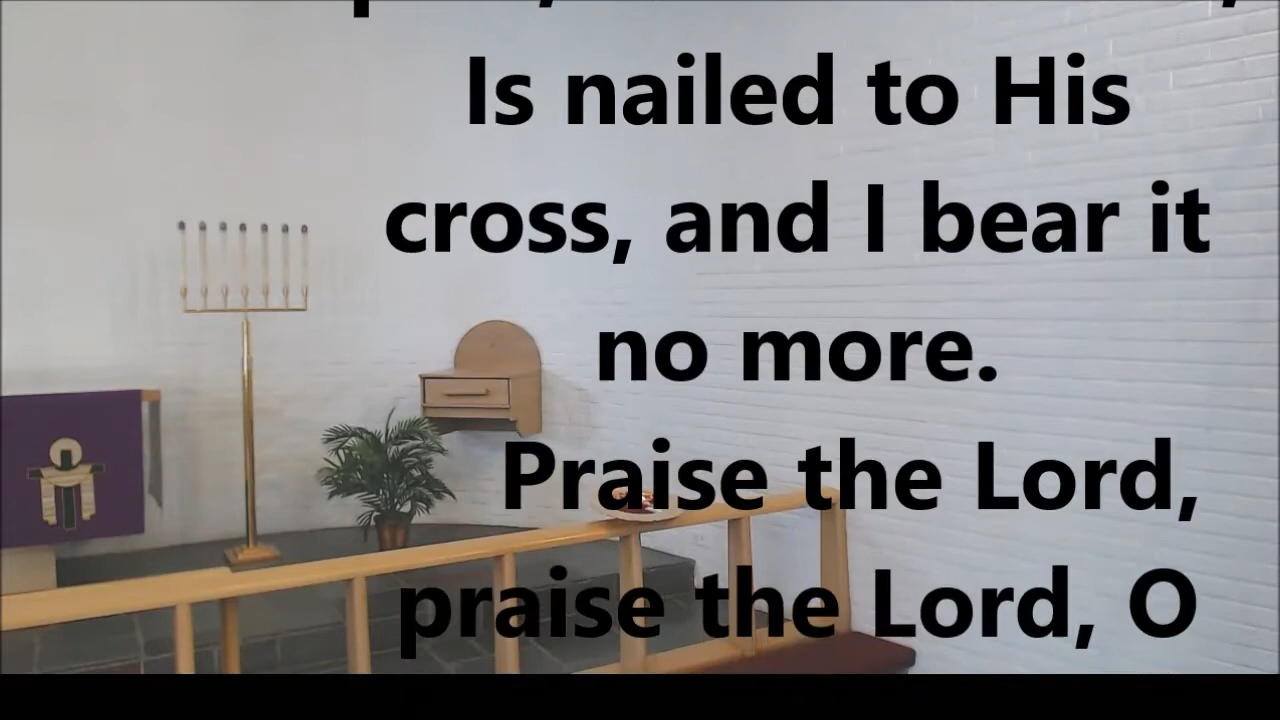 Is nailed to His
cross, and I bear it
no more.
Praise the Lord,
praise the Lord, O